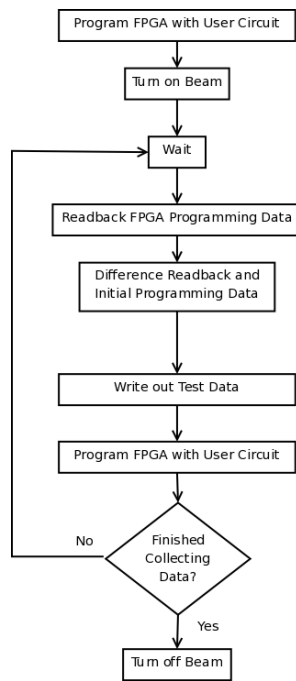 Program FPGA with User Circuit
Turn on Beam
Wait
Readback FPGA Programming Data
Difference Readback and
Initial Programming Data
Write out Test Data
Program FPGA with User Circuit
Finished
Collecting
Data?
No
Yes
Turn off Beam